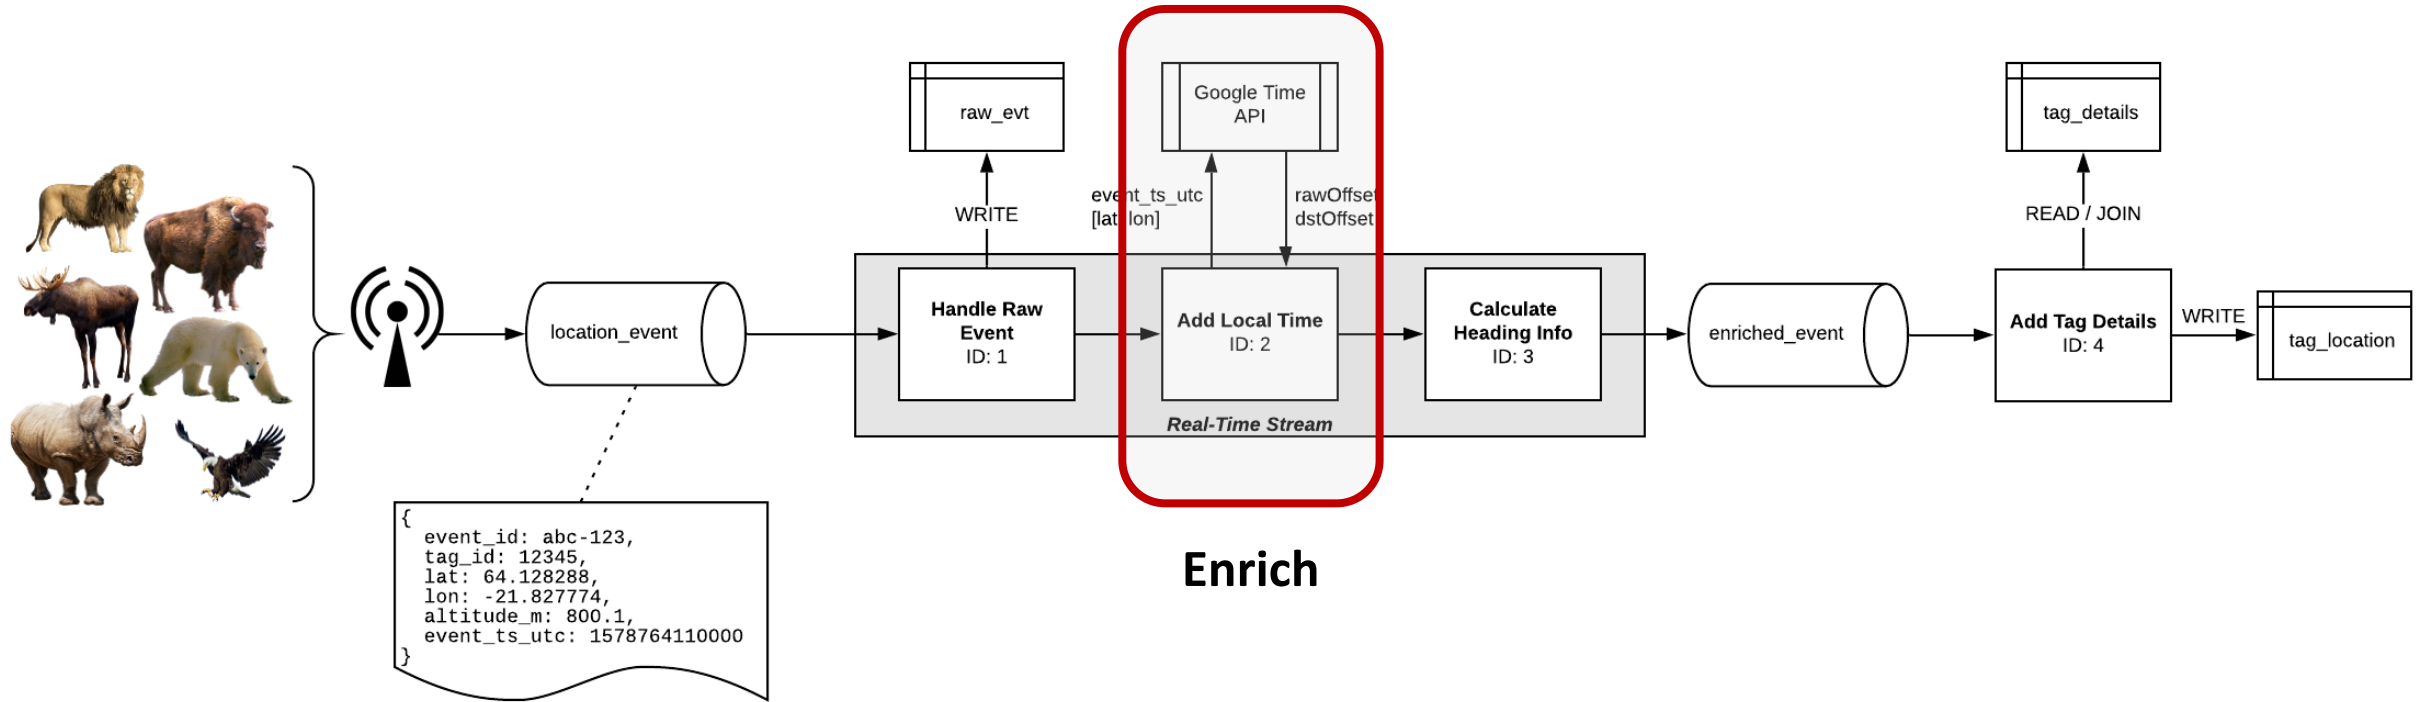 raw_evt
Google Time
API
tag_details
event_ts_utc
[lat, lon]
rawOffset
dstOffset
WRITE
READ / JOIN
location_event
Handle Raw
Event
ID: 1
Add Local Time
ID: 2
Calculate
Heading Info
ID: 3
enriched_event
Add Tag Details
ID: 4
WRITE
tag_location
Real-Time Stream
{
event_id: abc-123,
tag_id: 12345,
lat: 64.128288,
lon: -21.827774,
altitude_m: 800.1,
event_ts_utc: 1578764110000
}
Enrich